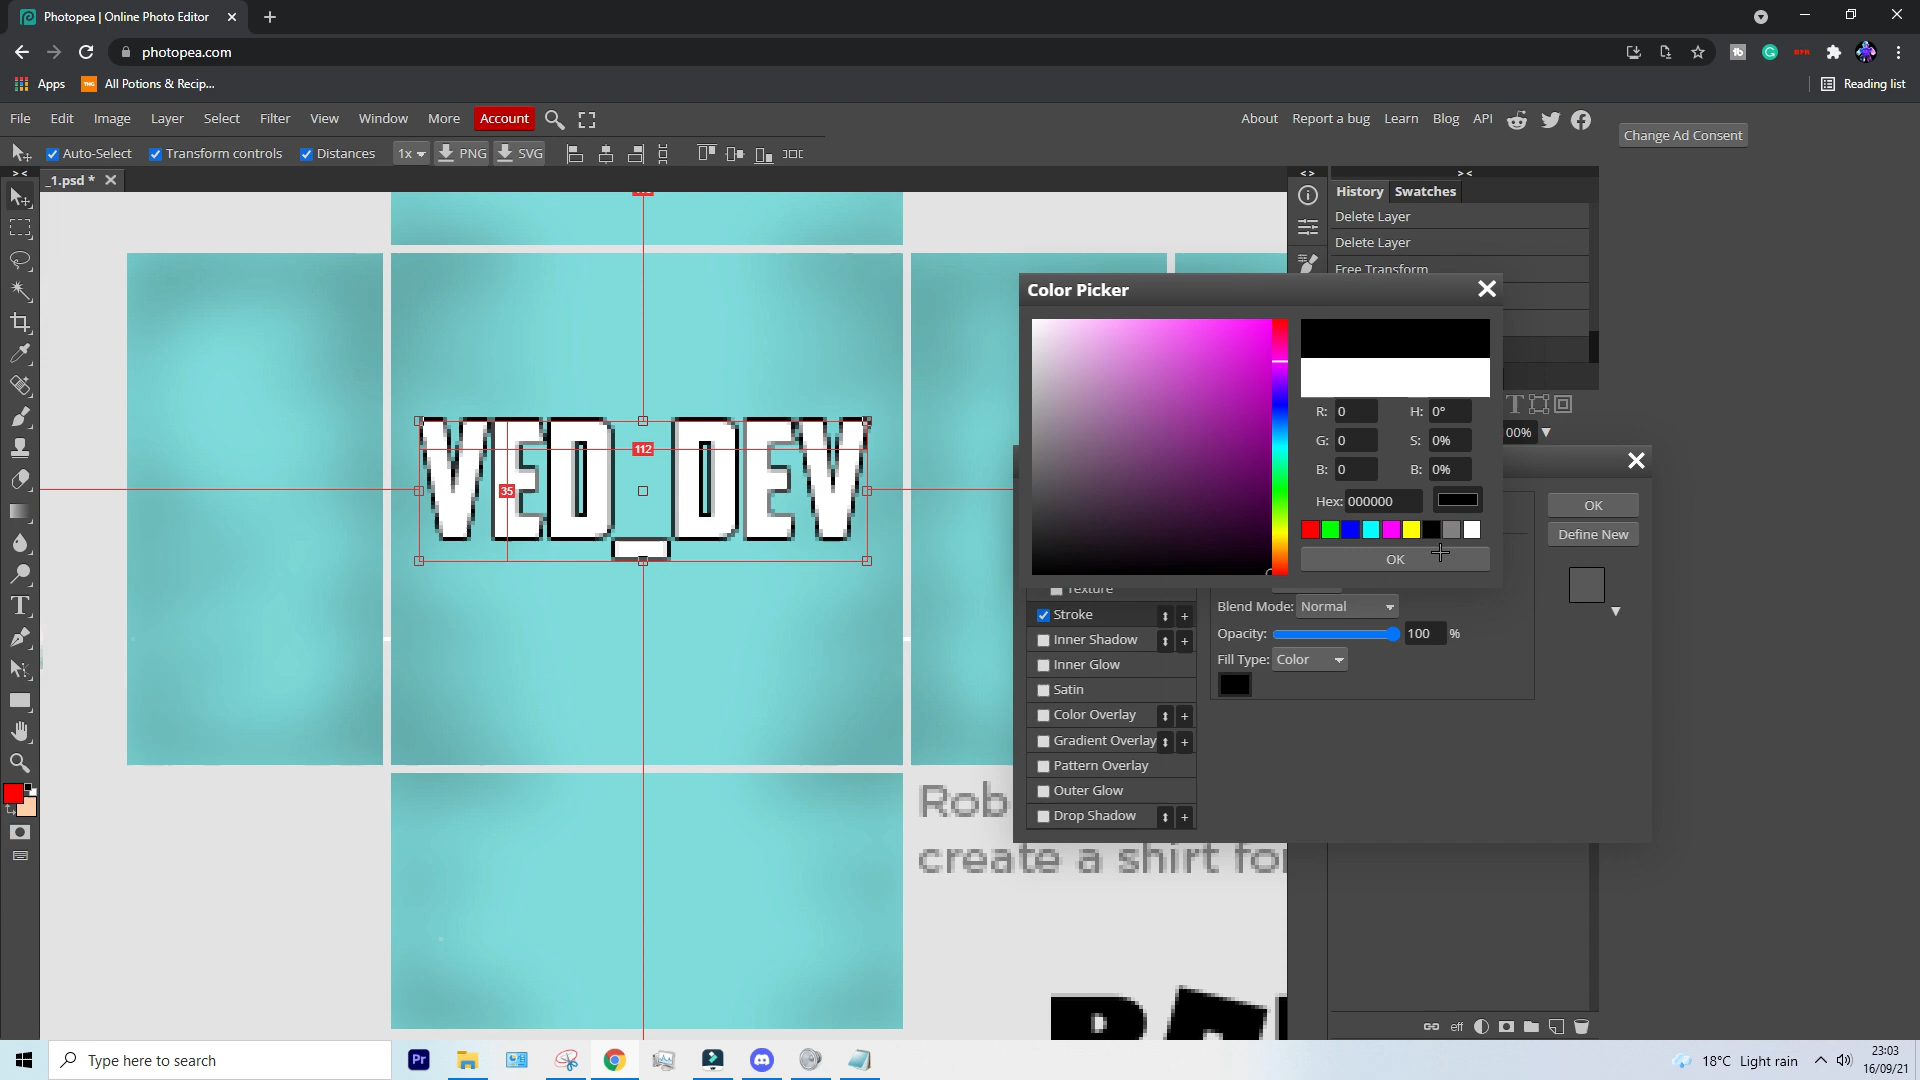 Photopea | Online Photo Editor
photopea.com
Apps
All Potions & Recip...
Reading list
File Edit Image Layer Select Filter View Window More Account
About Report a bug Learn Blog API
Change Ad Consent
Auto-Select Transform controls Distances 1x PNG SVG
_1.psd *
History Swatches
Delete Layer
Delete Layer
Free Transform
Color Picker
R: 0 H: 0°
G: 0 S: 0%
B: 0 B: 0%
Hex: 000000
OK
00%
OK
Define New
VED_DEV
112
35
Texture
Stroke
Inner Shadow
Inner Glow
Satin
Color Overlay
Gradient Overlay
Pattern Overlay
Outer Glow
Drop Shadow
Blend Mode: Normal
Opacity: 100 %
Fill Type: Color
Rob
create a shirt for
eff
Type here to search
Pr
18°C Light rain
23:03
16/09/21